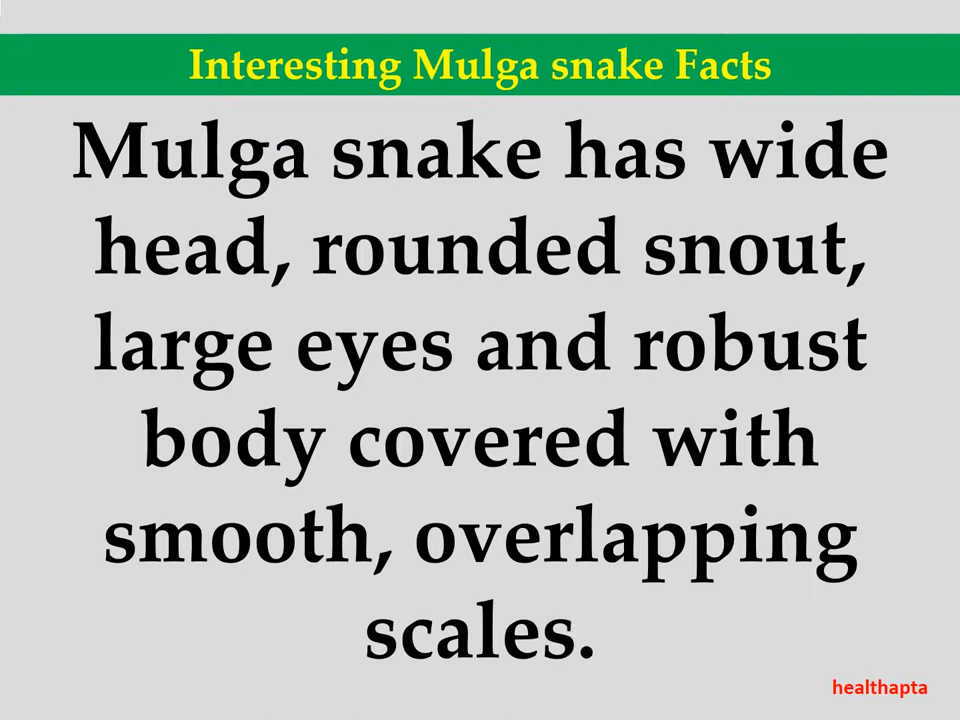 Interesting Mulga snake Facts
Mulga snake has wide
head, rounded snout,
large eyes and robust
body covered with
smooth, overlapping
scales.
healthapta